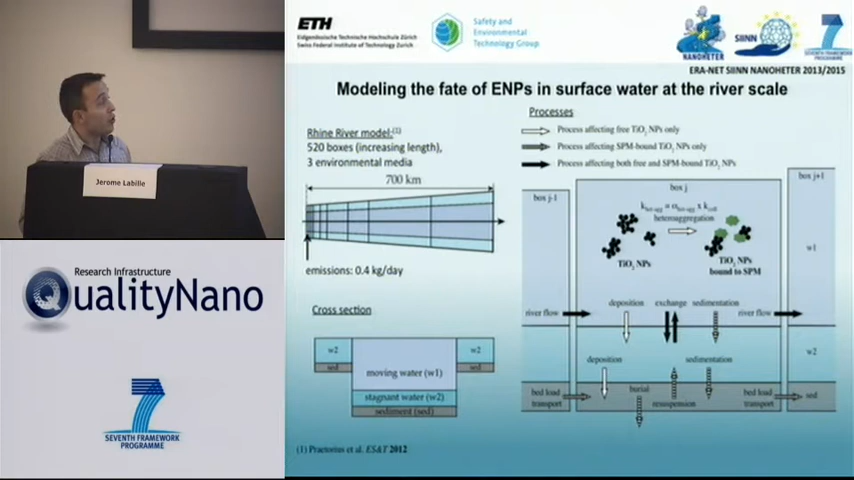 Jerome Labille
Research Infrastructure
QualityNano
7
SEVENTH FRAMEWORK
PROGRAMME
ETH
Eidgenössische Technische Hochschule Zürich
Swiss Federal Institute of Technology Zurich
Safety and
Environmental
Technology Group
NANOHETER
SIINN
7
SEVENTH FRAMEWORK
PROGRAMME
ERA-NET SIINN NANOHETER 2013/2015
Modeling the fate of ENPs in surface water at the river scale
Rhine River model:(1)
520 boxes (increasing length),
3 environmental media
700 km
emissions: 0.4 kg/day
Cross section
w2
w2
sed
sed
moving water (w1)
stagnant water (w2)
sediment (sed)
(1) Praetorius et al. ES&T 2012
Processes
Process affecting free TiO2 NPs only
Process affecting SPM-bound TiO2 NPs only
Process affecting both free and SPM-bound TiO2 NPs
box j-1
box j
box j+1
heteroaggregation
TiO2 NPs
TiO2 NPs
bound to SPM
w1
deposition
exchange
sedimentation
river flow
river flow
w2
deposition
sedimentation
bed load
transport
burial
resuspension
bed load
transport
sed